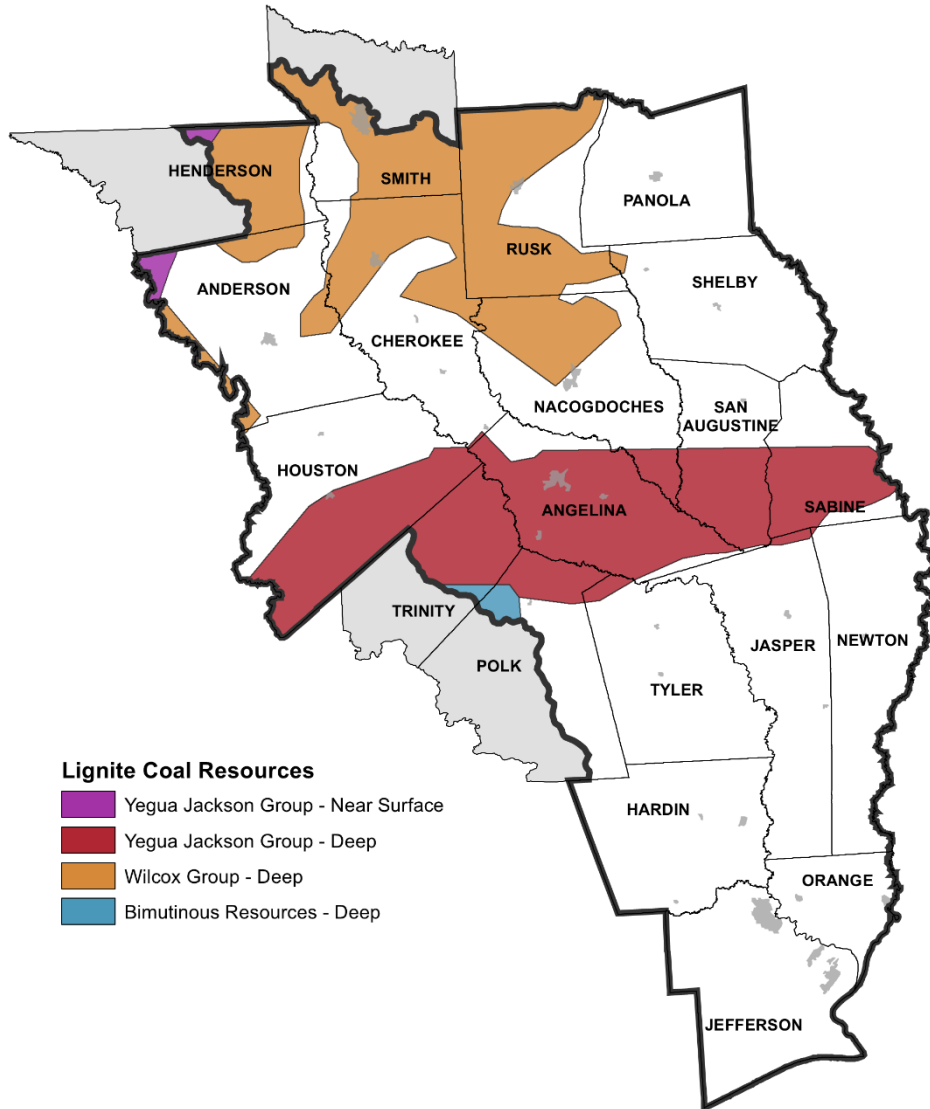 HENDERSON
SMITH
PANOLA
RUSK
ANDERSON
SHELBY
CHEROKEE
NACOGDOCHES
SAN
AUGUSTINE
HOUSTON
ANGELINA
SABINE
TRINITY
JASPER
NEWTON
POLK
TYLER
Lignite Coal Resources
Yegua Jackson Group - Near Surface
Yegua Jackson Group - Deep
Wilcox Group - Deep
Bimutinous Resources - Deep
HARDIN
ORANGE
JEFFERSON